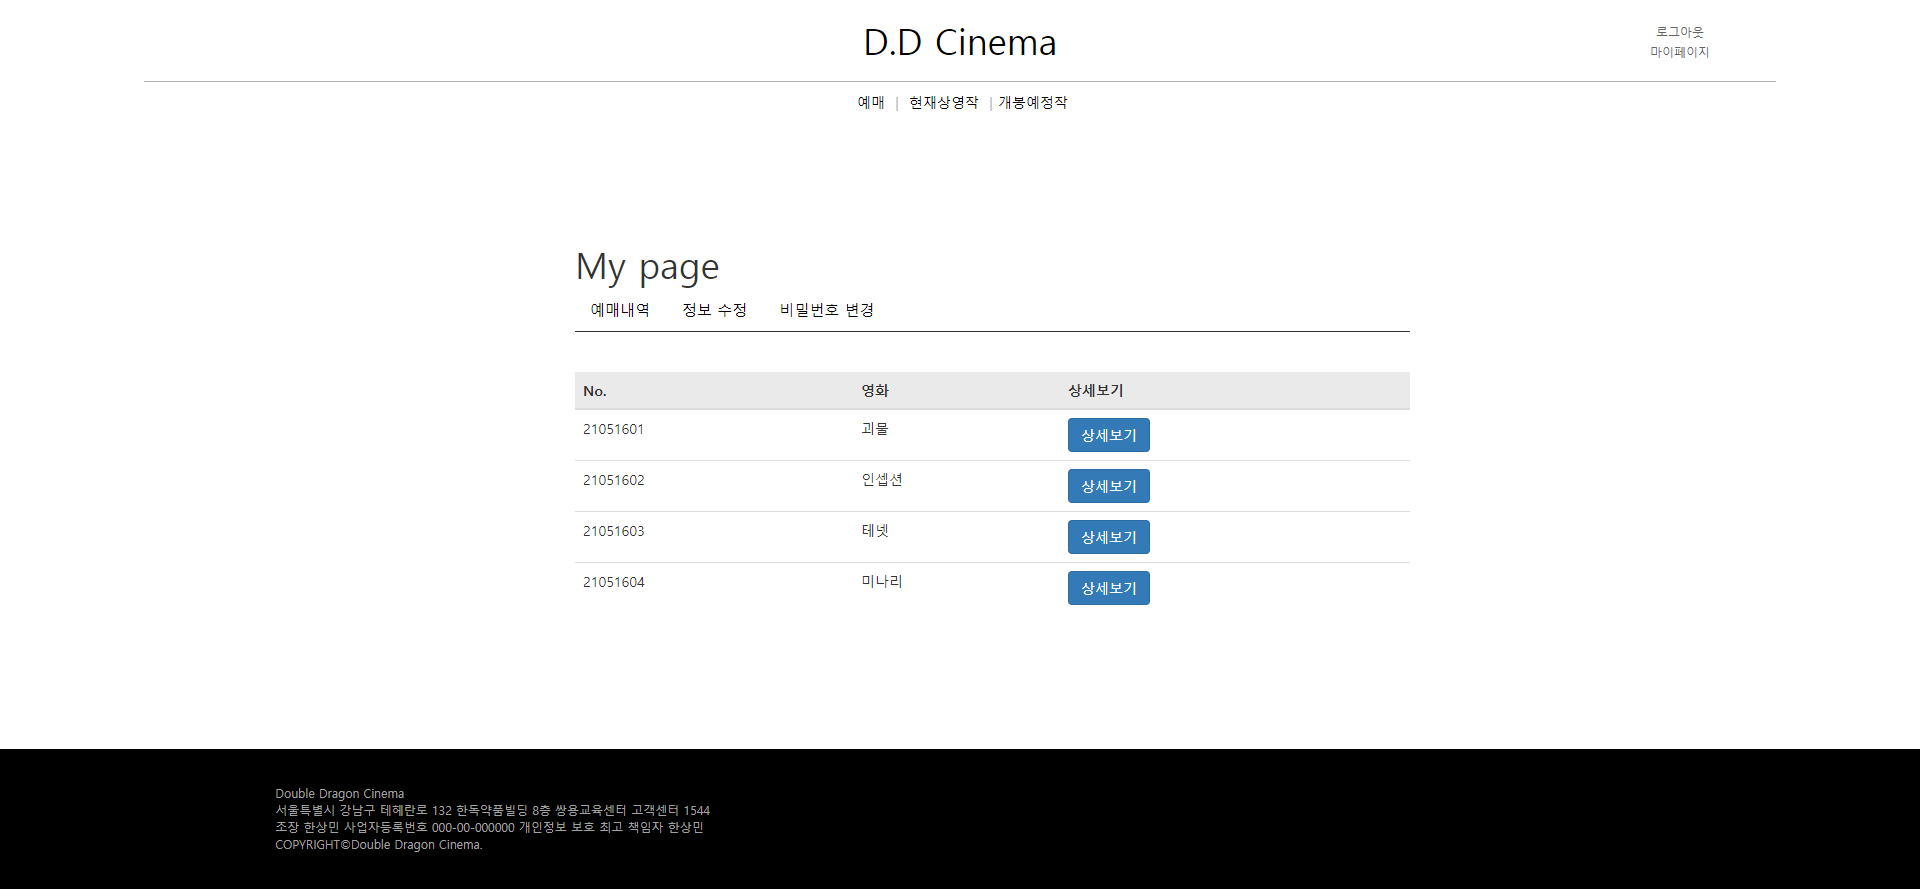 D.D Cinema
로그아웃
마이페이지
예매 | 현재상영작 | 개봉예정작
My page
예매내역 정보 수정 비밀번호 변경
No. 영화 상세보기
21051601 괴물 상세보기
21051602 인셉션 상세보기
21051603 테넷 상세보기
21051604 미나리 상세보기
Double Dragon Cinema
서울특별시 강남구 테헤란로 132 한독약품빌딩 8층 쌍용교육센터 고객센터 1544
조장 한상민 사업자등록번호 000-00-000000 개인정보 보호 최고 책임자 한상민
COPYRIGHT©Double Dragon Cinema.